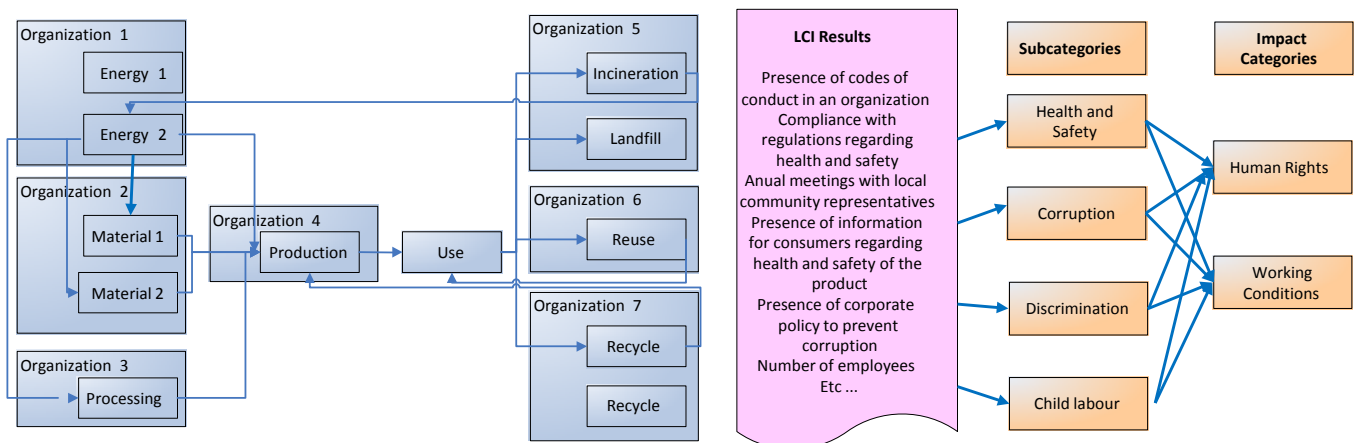 Organization 1
Energy 1
Energy 2
Organization 2
Material 1
Material 2
Organization 3
Processing
Organization 4
Production
Use
Organization 5
Incineration
Landfill
Organization 6
Reuse
Organization 7
Recycle
Recycle
LCI Results
Presence of codes of
conduct in an organization
Compliance with
regulations regarding
health and safety
Anual meetings with local
community representatives
Presence of information
for consumers regarding
health and safety of the
product
Presence of corporate
policy to prevent
corruption
Number of employees
Etc ...
Subcategories
Health and
Safety
Corruption
Discrimination
Child labour
Impact
Categories
Human Rights
Working
Conditions